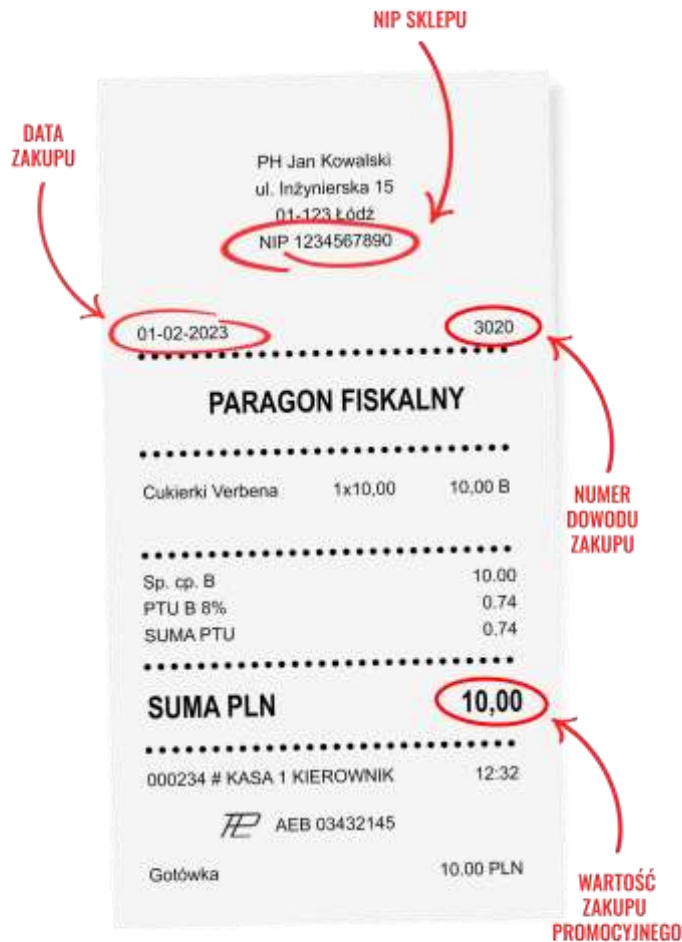 NIP SKLEPU
DATA
ZAKUPU
PH Jan Kowalski
ul. Inżynierska 15
01-123 Łódź
NIP 1234567890
01-02-2023 3020
PARAGON FISKALNY
Cukierki Verbena 1x10,00 10,00 B
NUMER
DOWODU
ZAKUPU
Sp. cp. B 10.00
PTU B 8% 0.74
SUMA PTU 0.74
SUMA PLN 10,00
000234 # KASA 1 KIEROWNIK 12:32
AEB 03432145
Gotówka 10.00 PLN
WARTOŚĆ
ZAKUPU
PROMOCYJNEGO